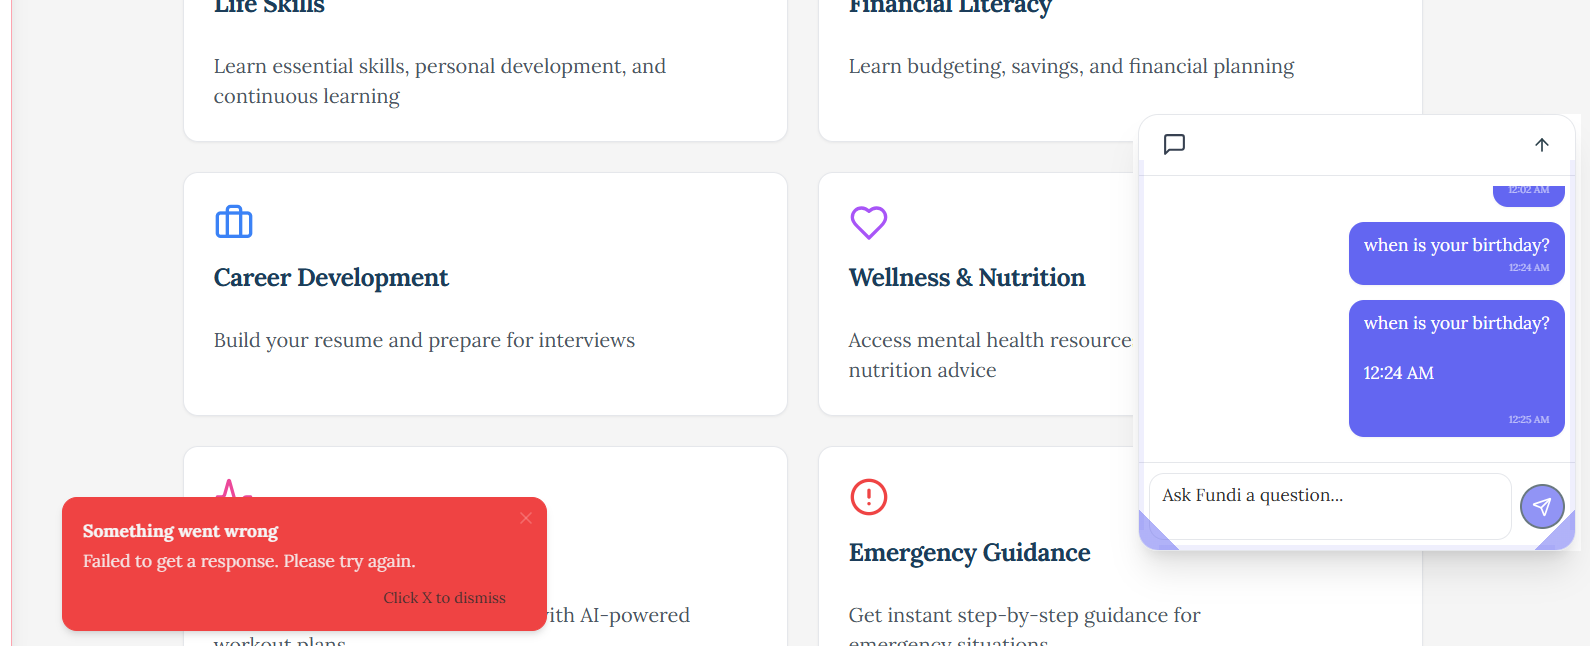 Life Skills
Learn essential skills, personal development, and
continuous learning
Financial Literacy
Learn budgeting, savings, and financial planning
Career Development
Build your resume and prepare for interviews
Wellness & Nutrition
Access mental health resource
nutrition advice
with AI-powered
workout plans
Emergency Guidance
Get instant step-by-step guidance for
emergency situations
Something went wrong
Failed to get a response. Please try again.
Click X to dismiss
12:02 AM
when is your birthday?
12:24 AM
when is your birthday?
12:24 AM
12:25 AM
Ask Fundi a question...